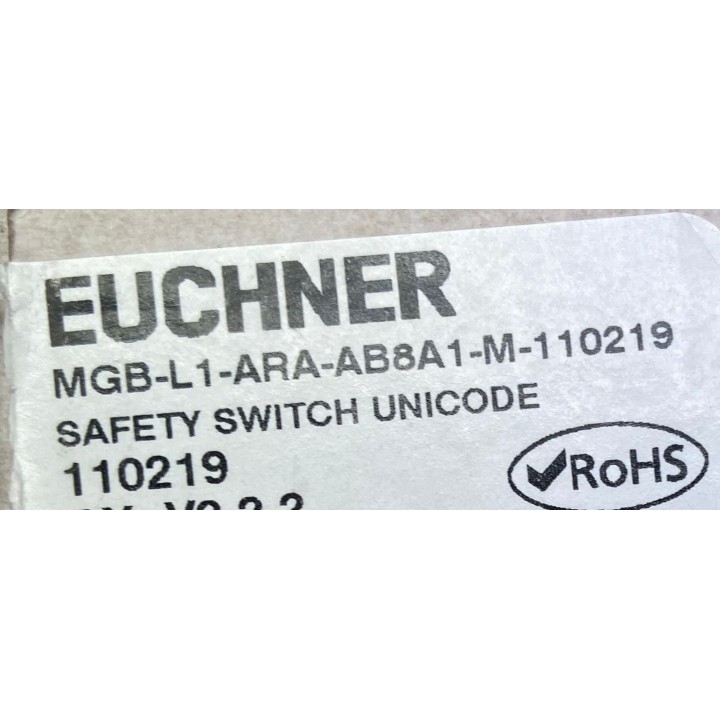 EUCHNER
MGB-L1-ARA-AB8A1-M-110219
SAFETY SWITCH UNICODE
110219
RoHS